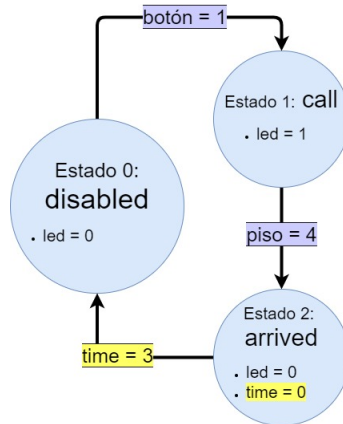 botón = 1
Estado 1: call
• led = 1
Estado 0:
disabled
• led = 0
piso = 4
Estado 2:
arrived
• led = 0
• time = 0
time = 3